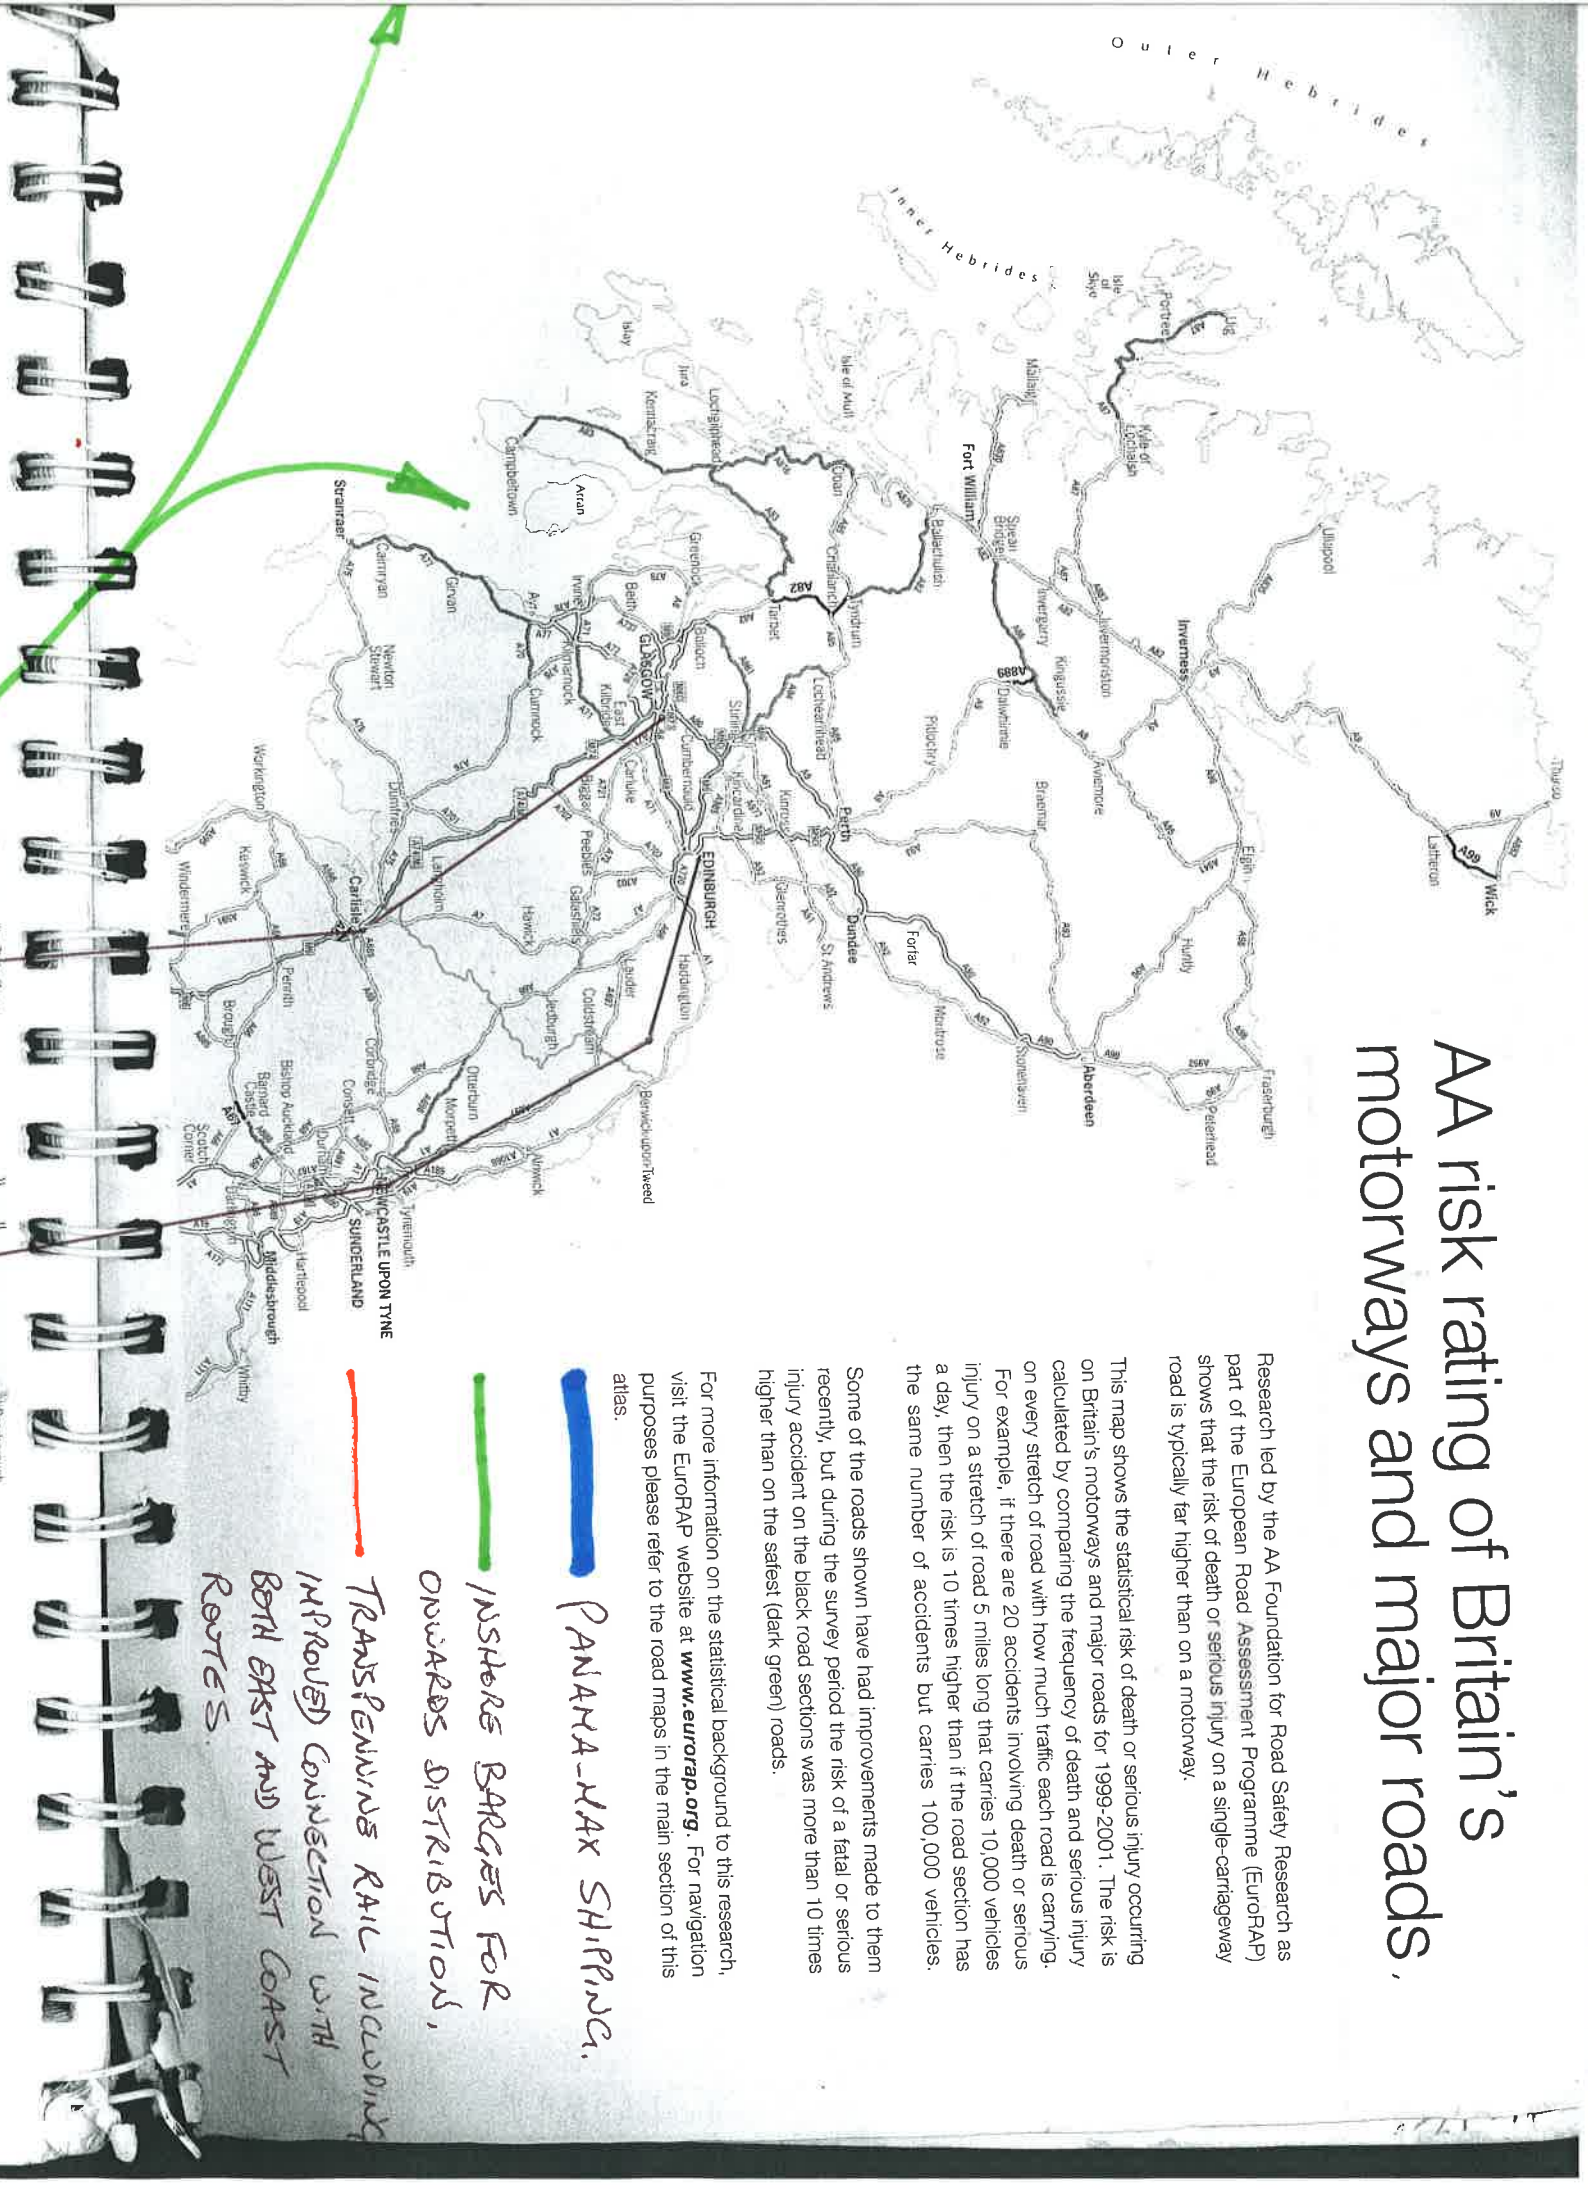 AA risk rating of Britain's
motorways and major roads.
Research led by the AA Foundation for Road Safety Research as
part of the European Road Assessment Programme (EuroRAP)
shows that the risk of death or serious injury on a single-carriageway
road is typically far higher than on a motorway.
This map shows the statistical risk of death or serious injury occurring
on Britain's motorways and major roads for 1999-2001. The risk is
calculated by comparing the frequency of death and serious injury
on every stretch of road with how much traffic each road is carrying.
For example, if there are 20 accidents involving death or serious
injury on a stretch of road 5 miles long that carries 10,000 vehicles
a day, then the risk is 10 times higher than if the road section has
the same number of accidents but carries 100,000 vehicles.
Some of the roads shown have had improvements made to them
recently, but during the survey period the risk of a fatal or serious
injury accident on the black road sections was more than 10 times
higher than on the safest (dark green) roads.
For more information on the statistical background to this research,
visit the EuroRAP website at www.eurorap.org. For navigation
purposes please refer to the road maps in the main section of this
atlas.
PANAMA-MAX SHIPPING.
INSHORE BARGES FOR
ONWARDS DISTRIBUTION.
TRANSPENNINE RAIL INCLUDING
IMPROVED CONNECTION WITH
BOTH EAST AND WEST COAST
ROUTES.
Outer Hebrides
Inner Hebrides
Thurso
A9
Wick
A99
Latheron
Ullapool
Uig
Portree
Isle
of
Skye
Kyle of
Lochalsh
A87
Inverness
Elgin
Fraserburgh
Peterhead
Huntly
Invermoriston
Invergarry
Kingussie
Aviemore
Mallaig
Spean
Bridge
Fort William
A889
Dalwhinnie
Braemar
Aberdeen
Stonehaven
Ballachulish
Pitlochry
Forfar
Montrose
Isle of Mull
Oban
Crianlarich
Tyndrum
A82
Lochearnhead
Perth
Dundee
St Andrews
Tarbet
Kinross
Glenrothes
Lochgilphead
Jura
Kennacraig
Islay
Greenock
Balloch
Stirling
Kincardine
Cumbernauld
EDINBURGH
Haddington
GLASGOW
East
Kilbride
Carluke
Biggar
Peebles
Galashiels
Lauder
Coldstream
Berwick-upon-Tweed
Arran
Campbeltown
Beith
Irvine
Kilmarnock
Ayr
Cumnock
Hawick
Jedburgh
Alnwick
Girvan
Cairnryan
Stranraer
Newton
Stewart
Dumfries
Langholm
Otterburn
Morpeth
Carlisle
Corbridge
Consett
Tynemouth
NEWCASTLE UPON TYNE
SUNDERLAND
Workington
Keswick
Penrith
Windermere
Brough
Bishop Auckland
Barnard
Castle
Durham
Hartlepool
Scotch
Corner
Darlington
Middlesbrough
Whitby